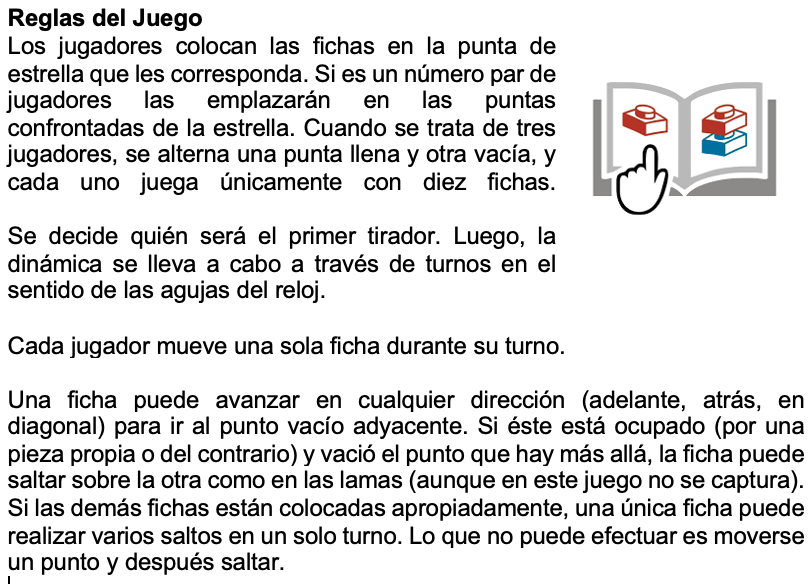 Reglas del Juego
Los jugadores colocan las fichas en la punta de
estrella que les corresponda. Si es un número par de
jugadores las emplazarán en las puntas
confrontadas de la estrella. Cuando se trata de tres
jugadores, se alterna una punta llena y otra vacía, y
cada uno juega únicamente con diez fichas.
Se decide quién será el primer tirador. Luego, la
dinámica se lleva a cabo a través de turnos en el
sentido de las agujas del reloj.
Cada jugador mueve una sola ficha durante su turno.
Una ficha puede avanzar en cualquier dirección (adelante, atrás, en
diagonal) para ir al punto vacío adyacente. Si éste está ocupado (por una
pieza propia o del contrario) y vació el punto que hay más allá, la ficha puede
saltar sobre la otra como en las lamas (aunque en este juego no se captura).
Si las demás fichas están colocadas apropiadamente, una única ficha puede
realizar varios saltos en un solo turno. Lo que no puede efectuar es moverse
un punto y después saltar.